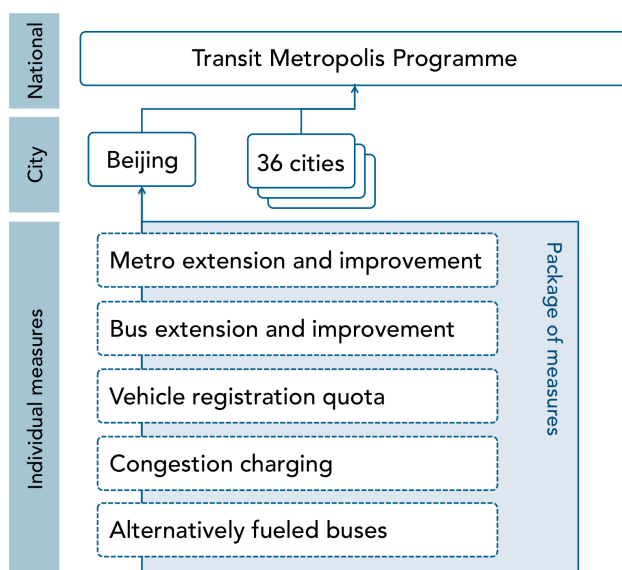 National
Transit Metropolis Programme
City
Beijing
36 cities
Individual measures
Package of measures
Metro extension and improvement
Bus extension and improvement
Vehicle registration quota
Congestion charging
Alternatively fueled buses